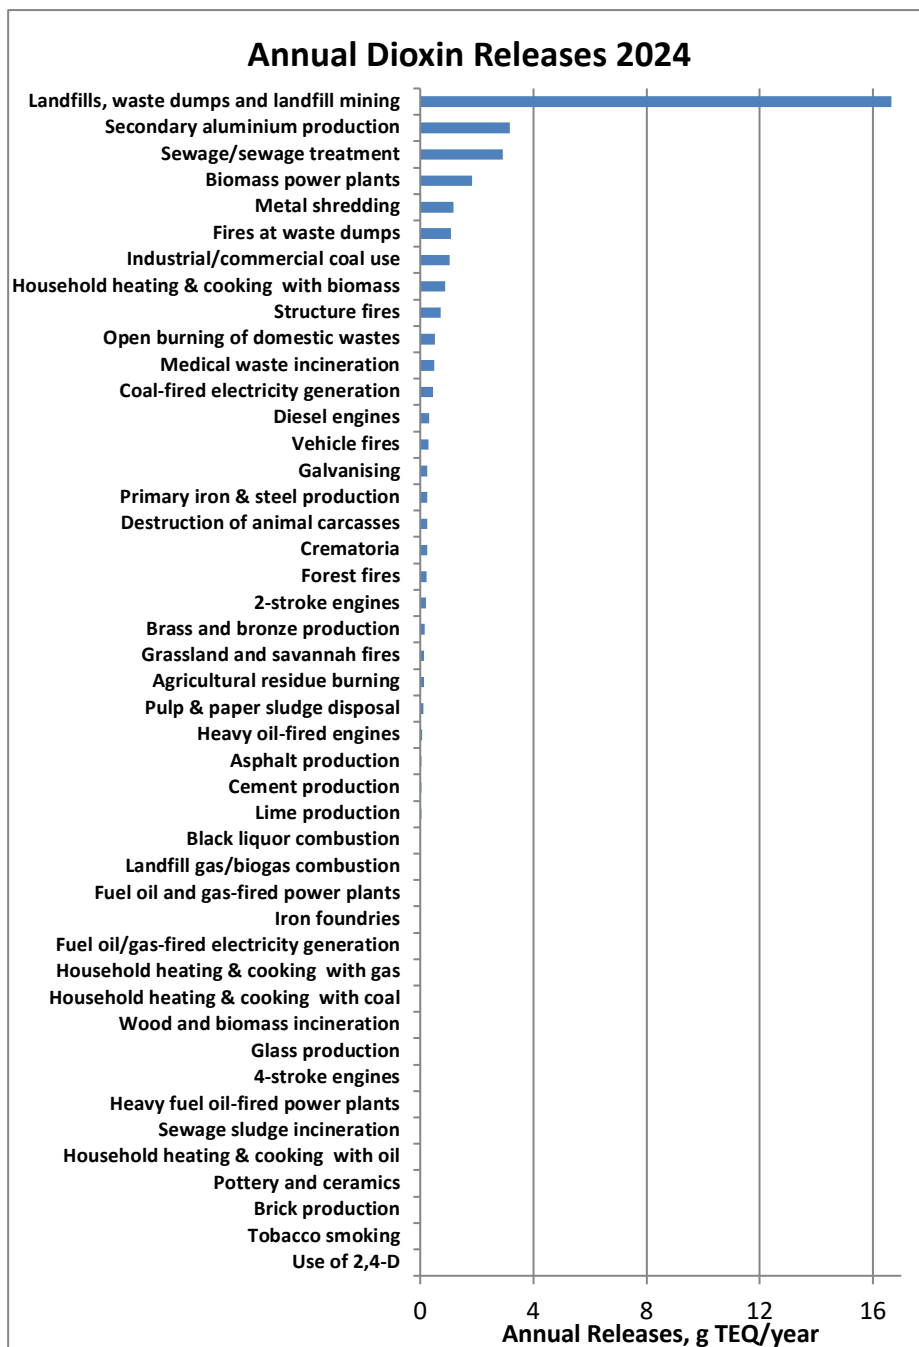 Annual Dioxin Releases 2024
Landfills, waste dumps and landfill mining
Secondary aluminium production
Sewage/sewage treatment
Biomass power plants
Metal shredding
Fires at waste dumps
Industrial/commercial coal use
Household heating & cooking  with biomass
Structure fires
Open burning of domestic wastes
Medical waste incineration
Coal-fired electricity generation
Diesel engines
Vehicle fires
Galvanising
Primary iron & steel production
Destruction of animal carcasses
Crematoria
Forest fires
2-stroke engines
Brass and bronze production
Grassland and savannah fires
Agricultural residue burning
Pulp & paper sludge disposal
Heavy oil-fired engines
Asphalt production
Cement production
Lime production
Black liquor combustion
Landfill gas/biogas combustion
Fuel oil and gas-fired power plants
Iron foundries
Fuel oil/gas-fired electricity generation
Household heating & cooking  with gas
Household heating & cooking  with coal
Wood and biomass incineration
Glass production
4-stroke engines
Heavy fuel oil-fired power plants
Sewage sludge incineration
Household heating & cooking  with oil
Pottery and ceramics
Brick production
Tobacco smoking
Use of 2,4-D
0 4 8 12 16
Annual Releases, g TEQ/year